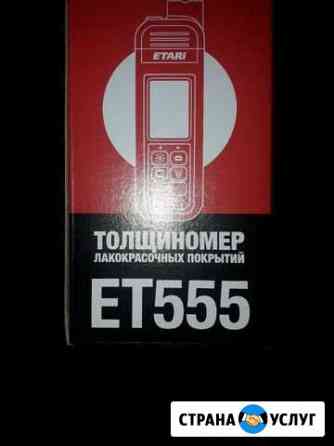 ETARI
ТОЛЩИНОМЕР
ЛАКОКРАСОЧНЫХ ПОКРЫТИЙ
ET555
СТРАНА УСЛУГ